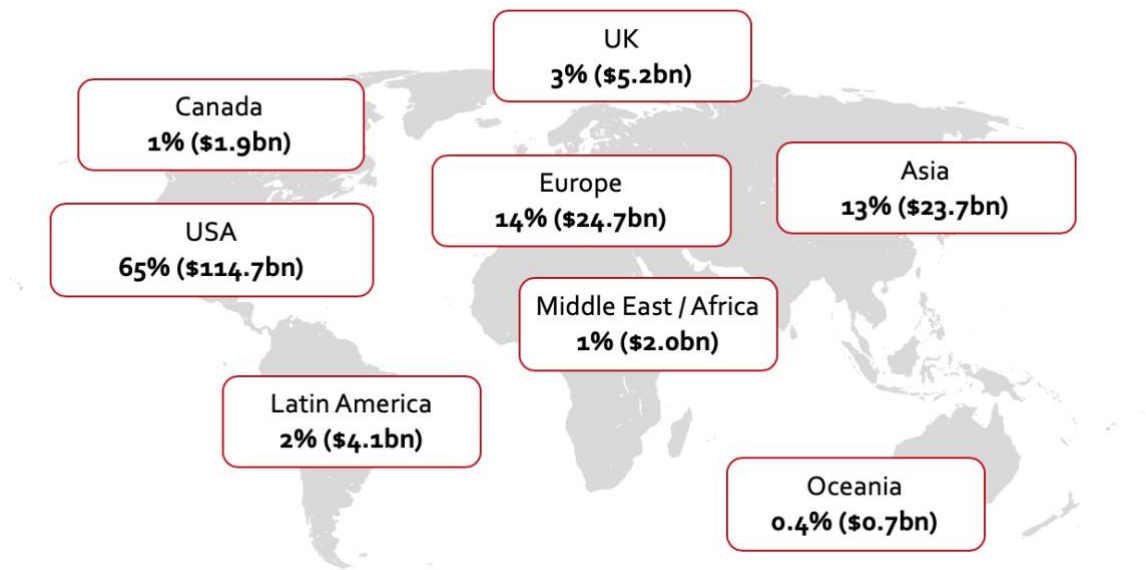 UK
3% ($5.2bn)
Canada
1% ($1.9bn)
Europe
14% ($24.7bn)
Asia
13% ($23.7bn)
USA
65% ($114.7bn)
Middle East / Africa
1% ($2.0bn)
Latin America
2% ($4.1bn)
Oceania
0.4% ($0.7bn)